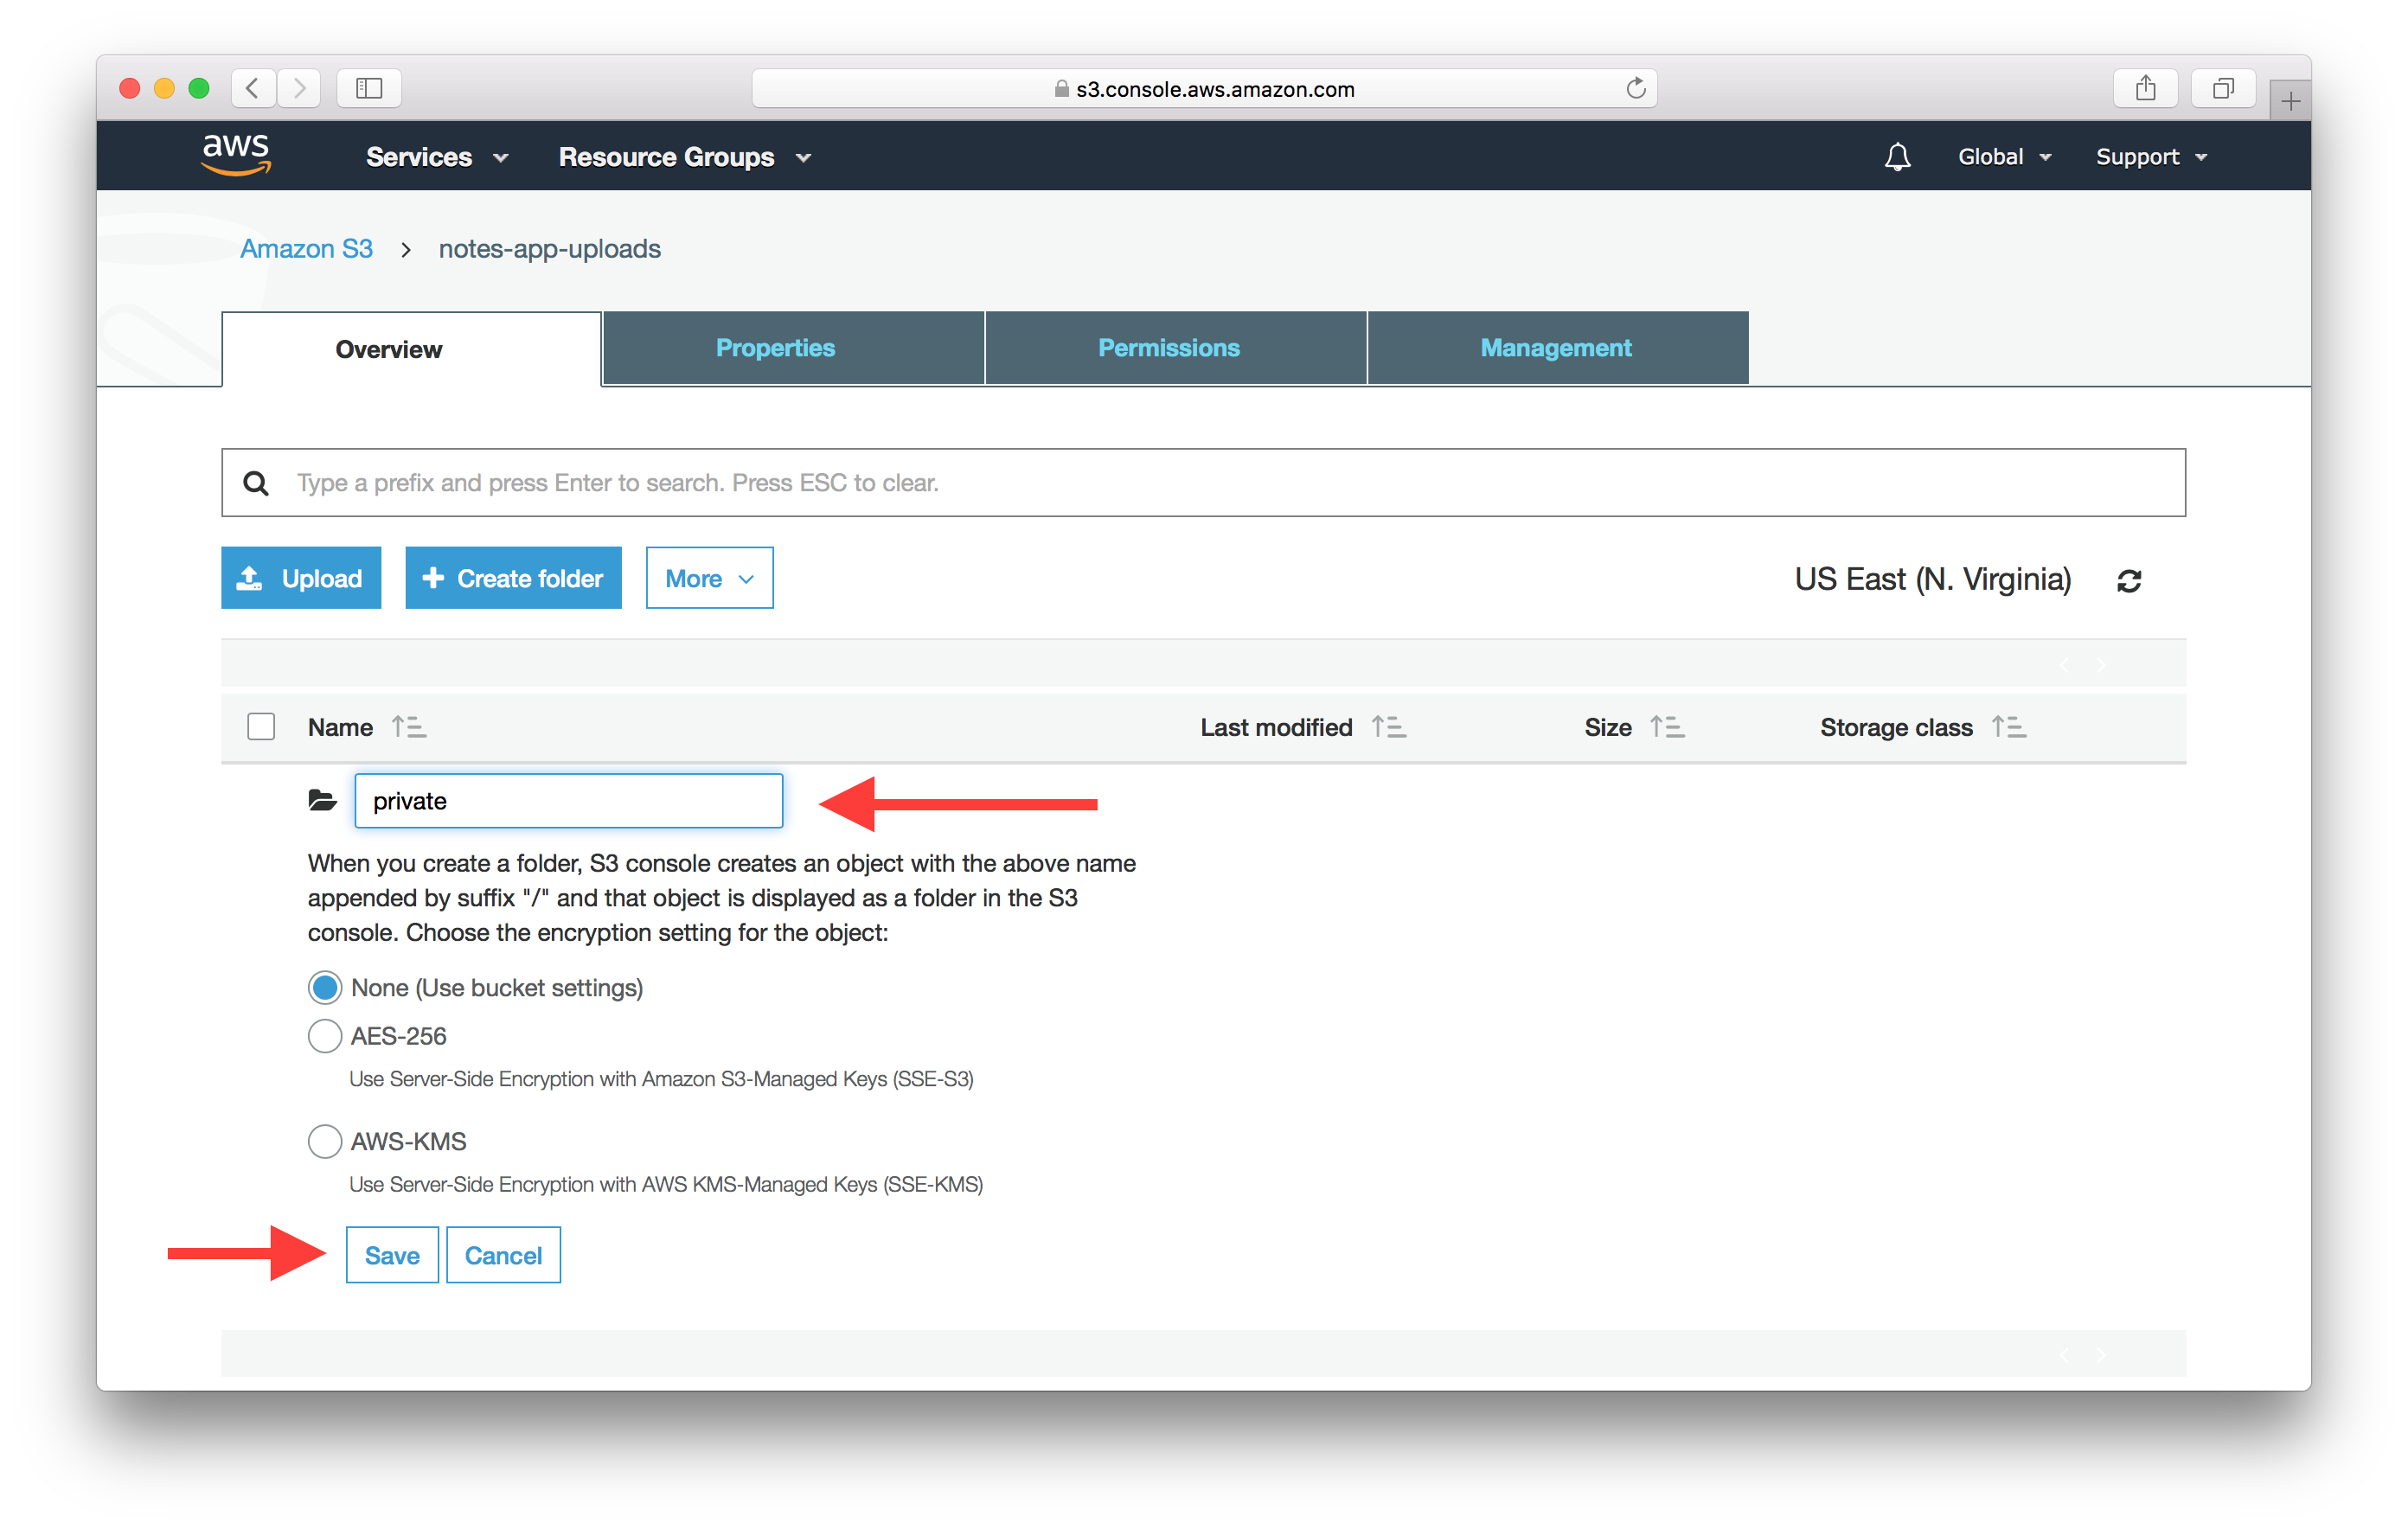 s3.console.aws.amazon.com
aws Services Resource Groups Global Support
Amazon S3 > notes-app-uploads
Overview Properties Permissions Management
Type a prefix and press Enter to search. Press ESC to clear.
Upload + Create folder More US East (N. Virginia)
Name Last modified Size Storage class
private
When you create a folder, S3 console creates an object with the above name
appended by suffix "/" and that object is displayed as a folder in the S3
console. Choose the encryption setting for the object:
None (Use bucket settings)
AES-256
Use Server-Side Encryption with Amazon S3-Managed Keys (SSE-S3)
AWS-KMS
Use Server-Side Encryption with AWS KMS-Managed Keys (SSE-KMS)
Save Cancel